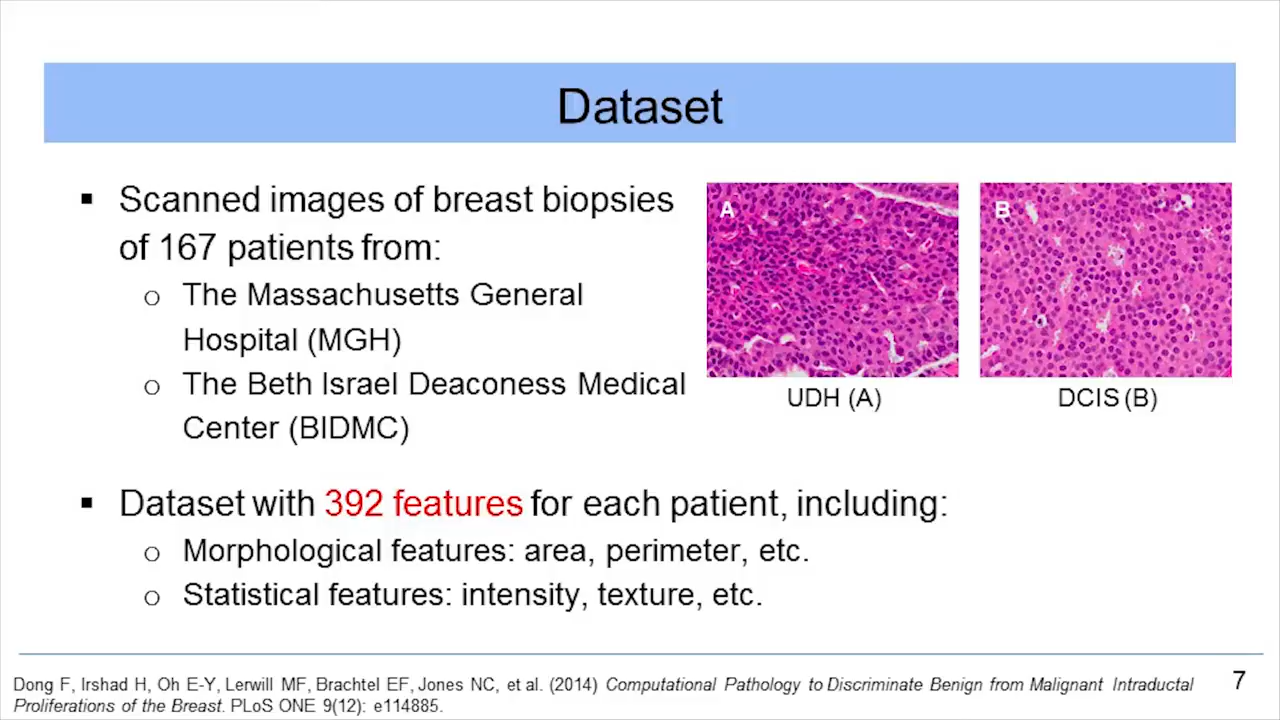 Dataset
▪ Scanned images of breast biopsies
of 167 patients from:
o The Massachusetts General
Hospital (MGH)
o The Beth Israel Deaconess Medical
Center (BIDMC)
A
B
UDH (A)
DCIS (B)
▪ Dataset with 392 features for each patient, including:
o Morphological features: area, perimeter, etc.
o Statistical features: intensity, texture, etc.
Dong F, Irshad H, Oh E-Y, Lerwill MF, Brachtel EF, Jones NC, et al. (2014) Computational Pathology to Discriminate Benign from Malignant Intraductal
Proliferations of the Breast. PLoS ONE 9(12): e114885.
7